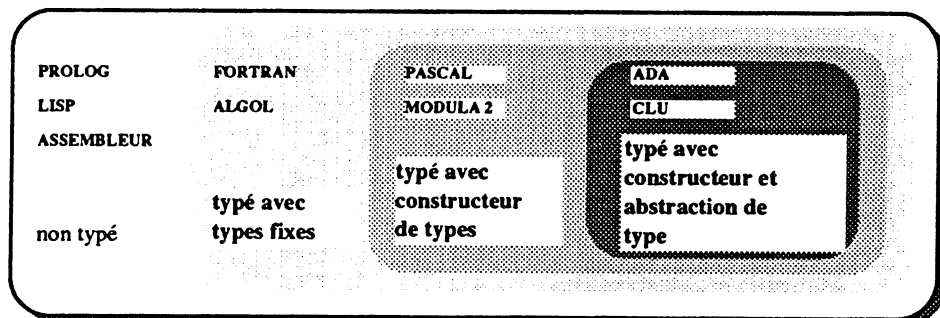 PROLOG
LISP
ASSEMBLEUR
non typé
FORTRAN
ALGOL
typé avec
types fixes
PASCAL
MODULA 2
typé avec
constructeur
de types
ADA
CLU
typé avec
constructeur et
abstraction de
type